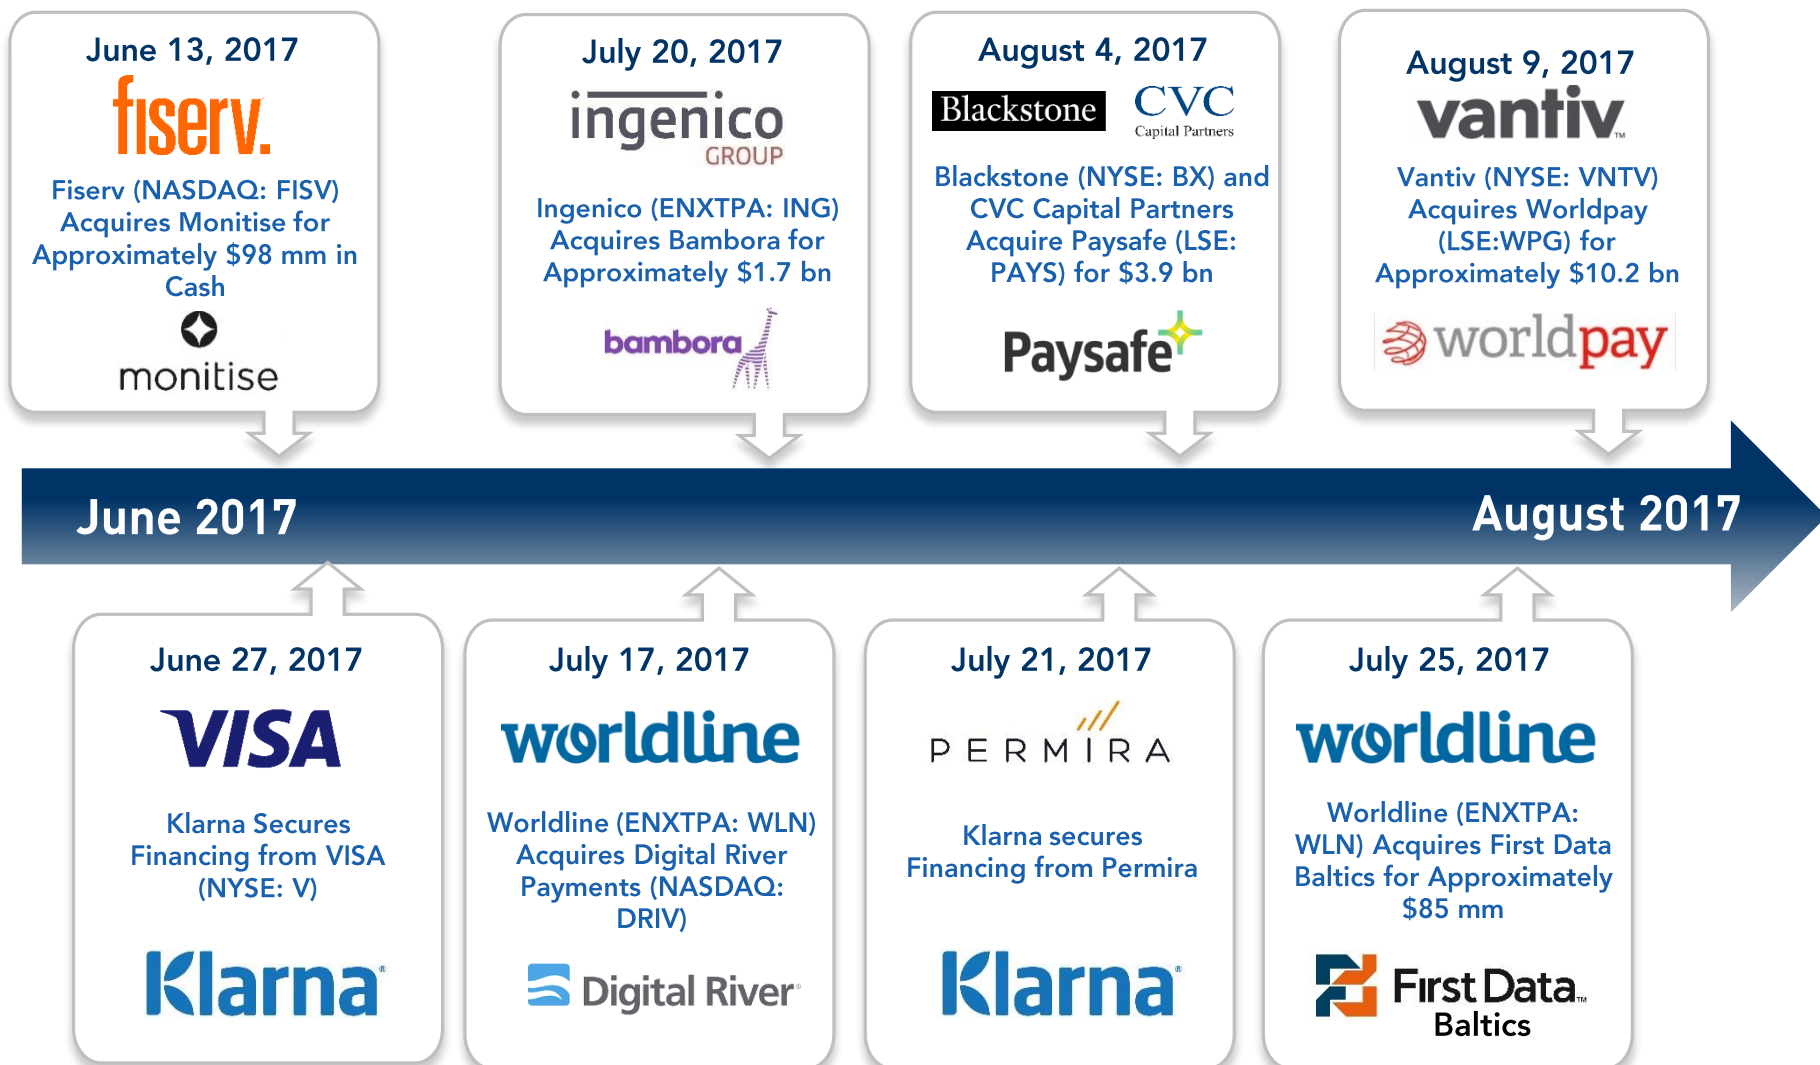 June 13, 2017
fiserv.
Fiserv (NASDAQ: FISV)
Acquires Monitise for
Approximately $98 mm in
Cash
monitise
July 20, 2017
ingenico
GROUP
Ingenico (ENXTPA: ING)
Acquires Bambora for
Approximately $1.7 bn
bambora
August 4, 2017
Blackstone
CVC
Capital Partners
Blackstone (NYSE: BX) and
CVC Capital Partners
Acquire Paysafe (LSE:
PAYS) for $3.9 bn
Paysafe
August 9, 2017
vantiv™
Vantiv (NYSE: VNTV)
Acquires Worldpay
(LSE:WPG) for
Approximately $10.2 bn
worldpay
June 2017
August 2017
June 27, 2017
VISA
Klarna Secures
Financing from VISA
(NYSE: V)
Klarna®
July 17, 2017
worldline
Worldline (ENXTPA: WLN)
Acquires Digital River
Payments (NASDAQ:
DRIV)
Digital River®
July 21, 2017
PERMIRA
Klarna secures
Financing from Permira
Klarna®
July 25, 2017
worldline
Worldline (ENXTPA:
WLN) Acquires First Data
Baltics for Approximately
$85 mm
First Data™
Baltics